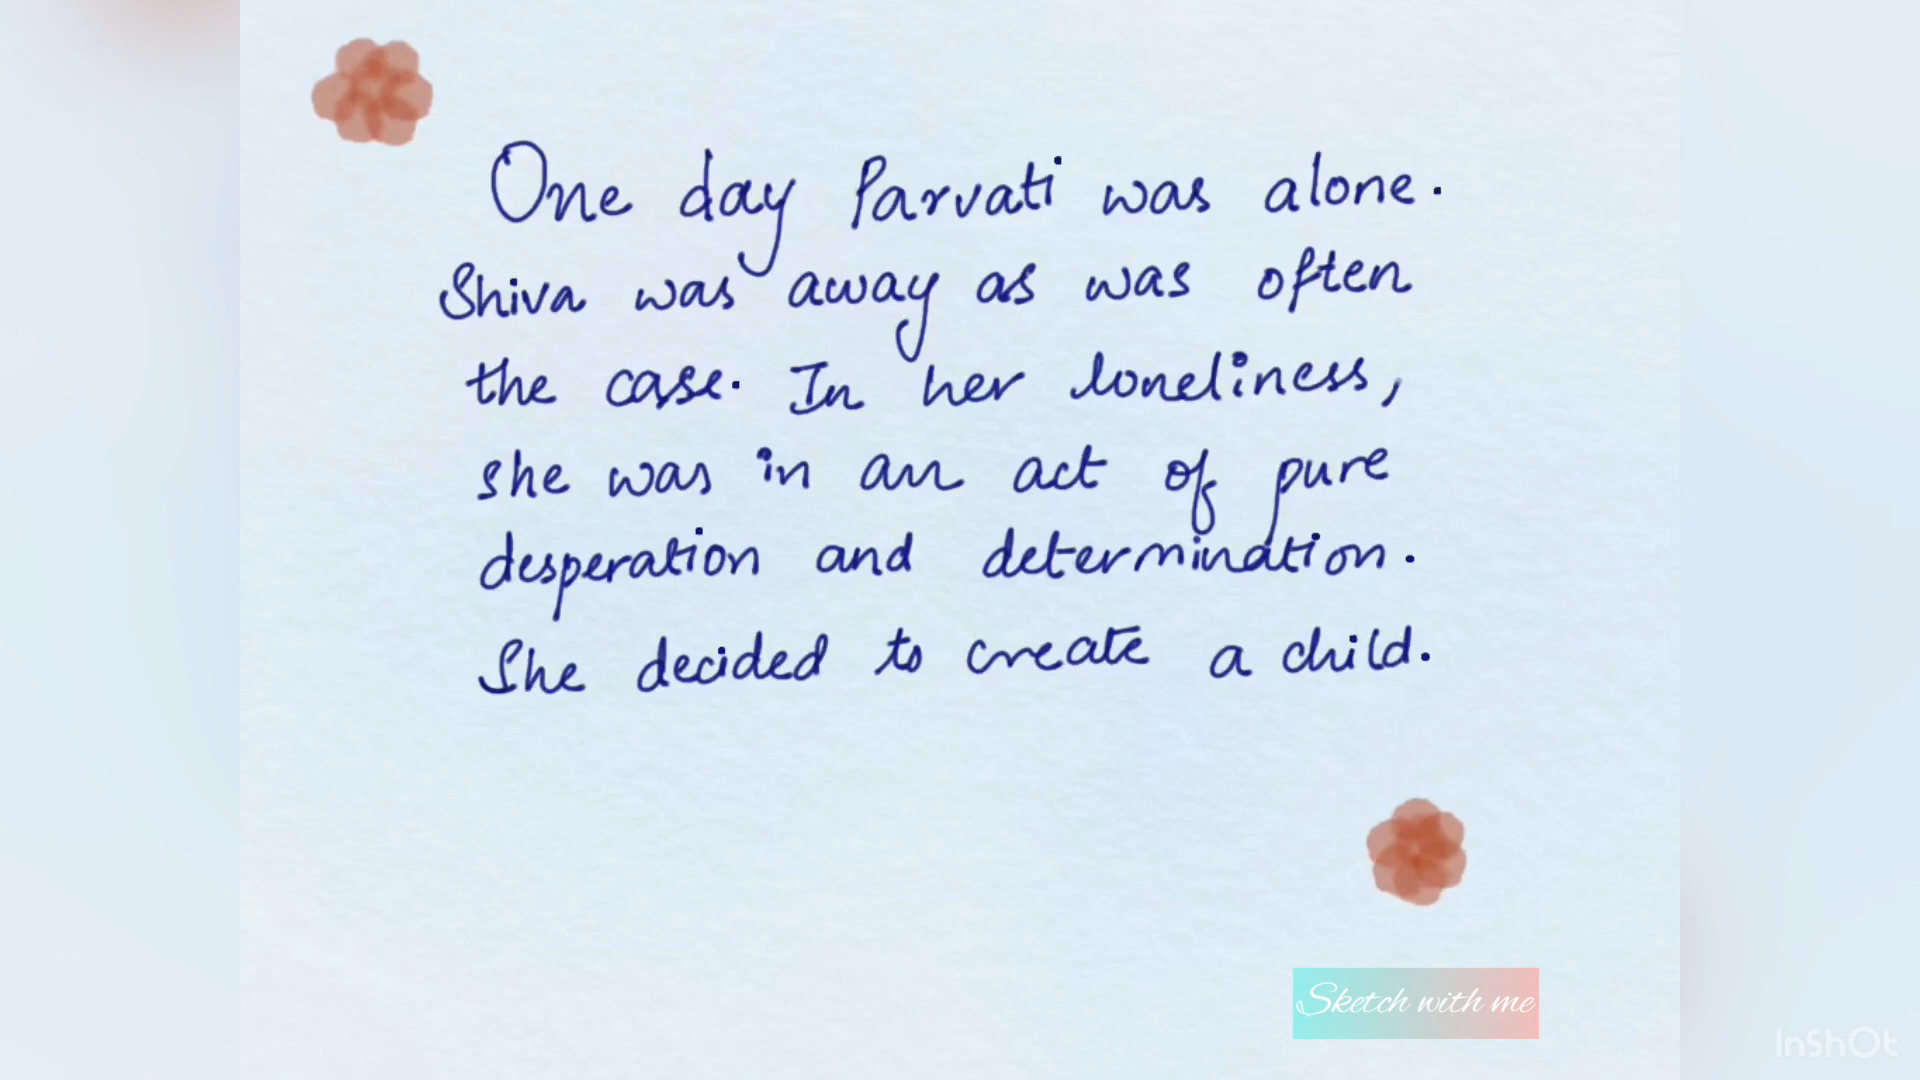 One day Parvati was alone.
Shiva was away as was often
the case. In her loneliness,
she was in an act of pure
desperation and determination.
She decided to create a child.
Sketch with me
InShOt